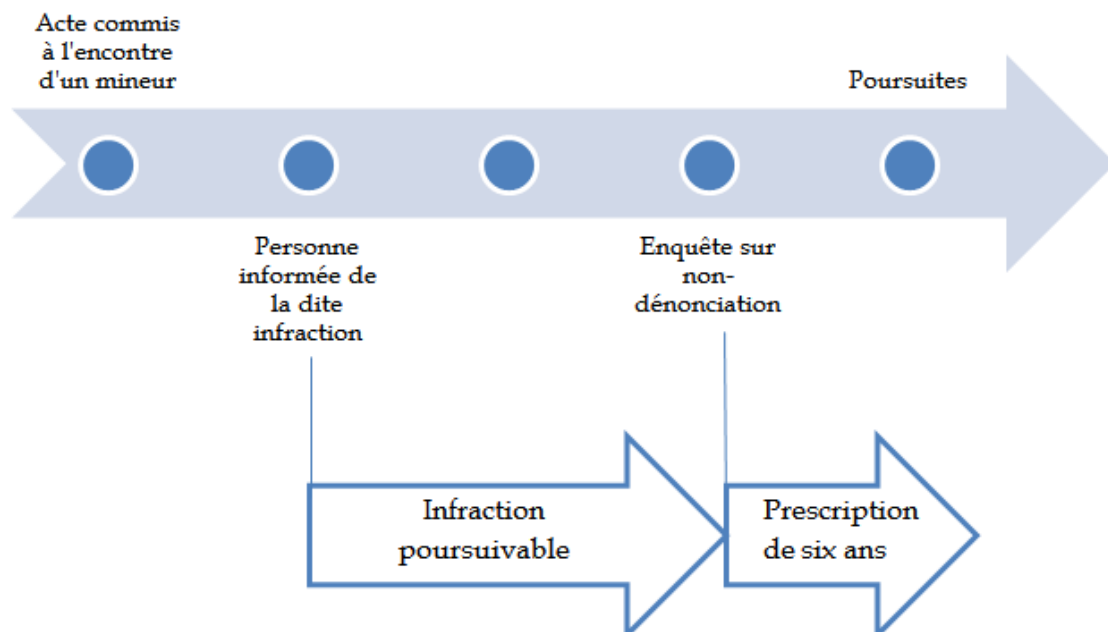 Acte commis
à l'encontre
d'un mineur
Poursuites
Personne
informée de
la dite
infraction
Enquête sur
non-
dénonciation
Infraction
poursuivable
Prescription
de six ans